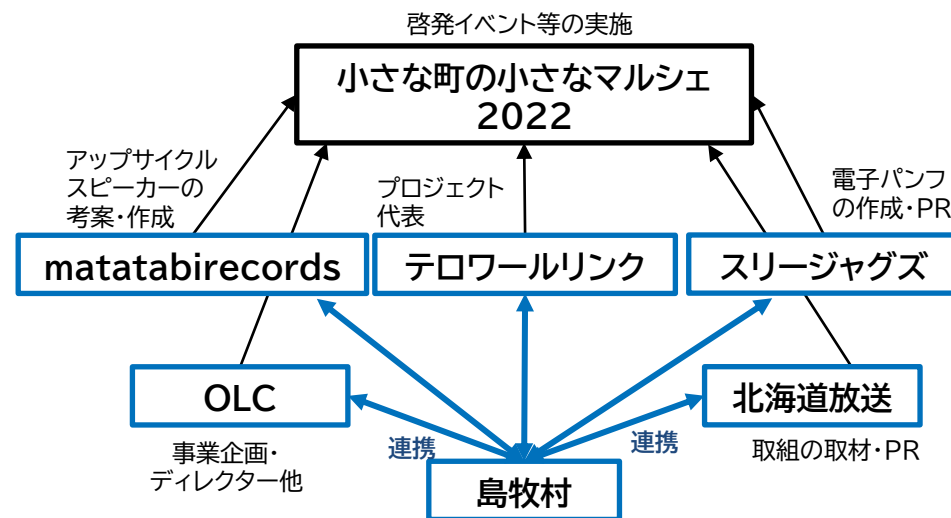 啓発イベント等の実施
小さな町の小さなマルシェ
2022
アップサイクル
スピーカーの
考案・作成
プロジェクト
代表
電子パンフ
の作成・PR
matatabirecords
テロワールリンク
スリージャグズ
OLC
北海道放送
事業企画・
ディレクター他
連携
連携
取組の取材・PR
島牧村